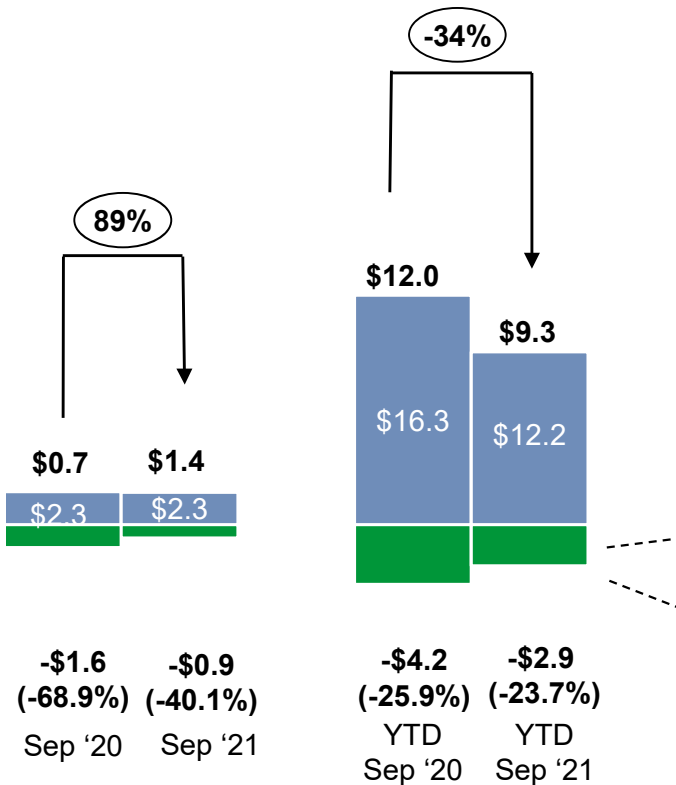 -34%
89%
$12.0
$9.3
$16.3
$12.2
$0.7 $1.4
$2.3 $2.3
-$1.6 -$0.9 -$4.2 -$2.9
(-68.9%) (-40.1%) (-25.9%) (-23.7%)
Sep ‘20 Sep ‘21 YTD YTD
Sep ‘20 Sep ‘21